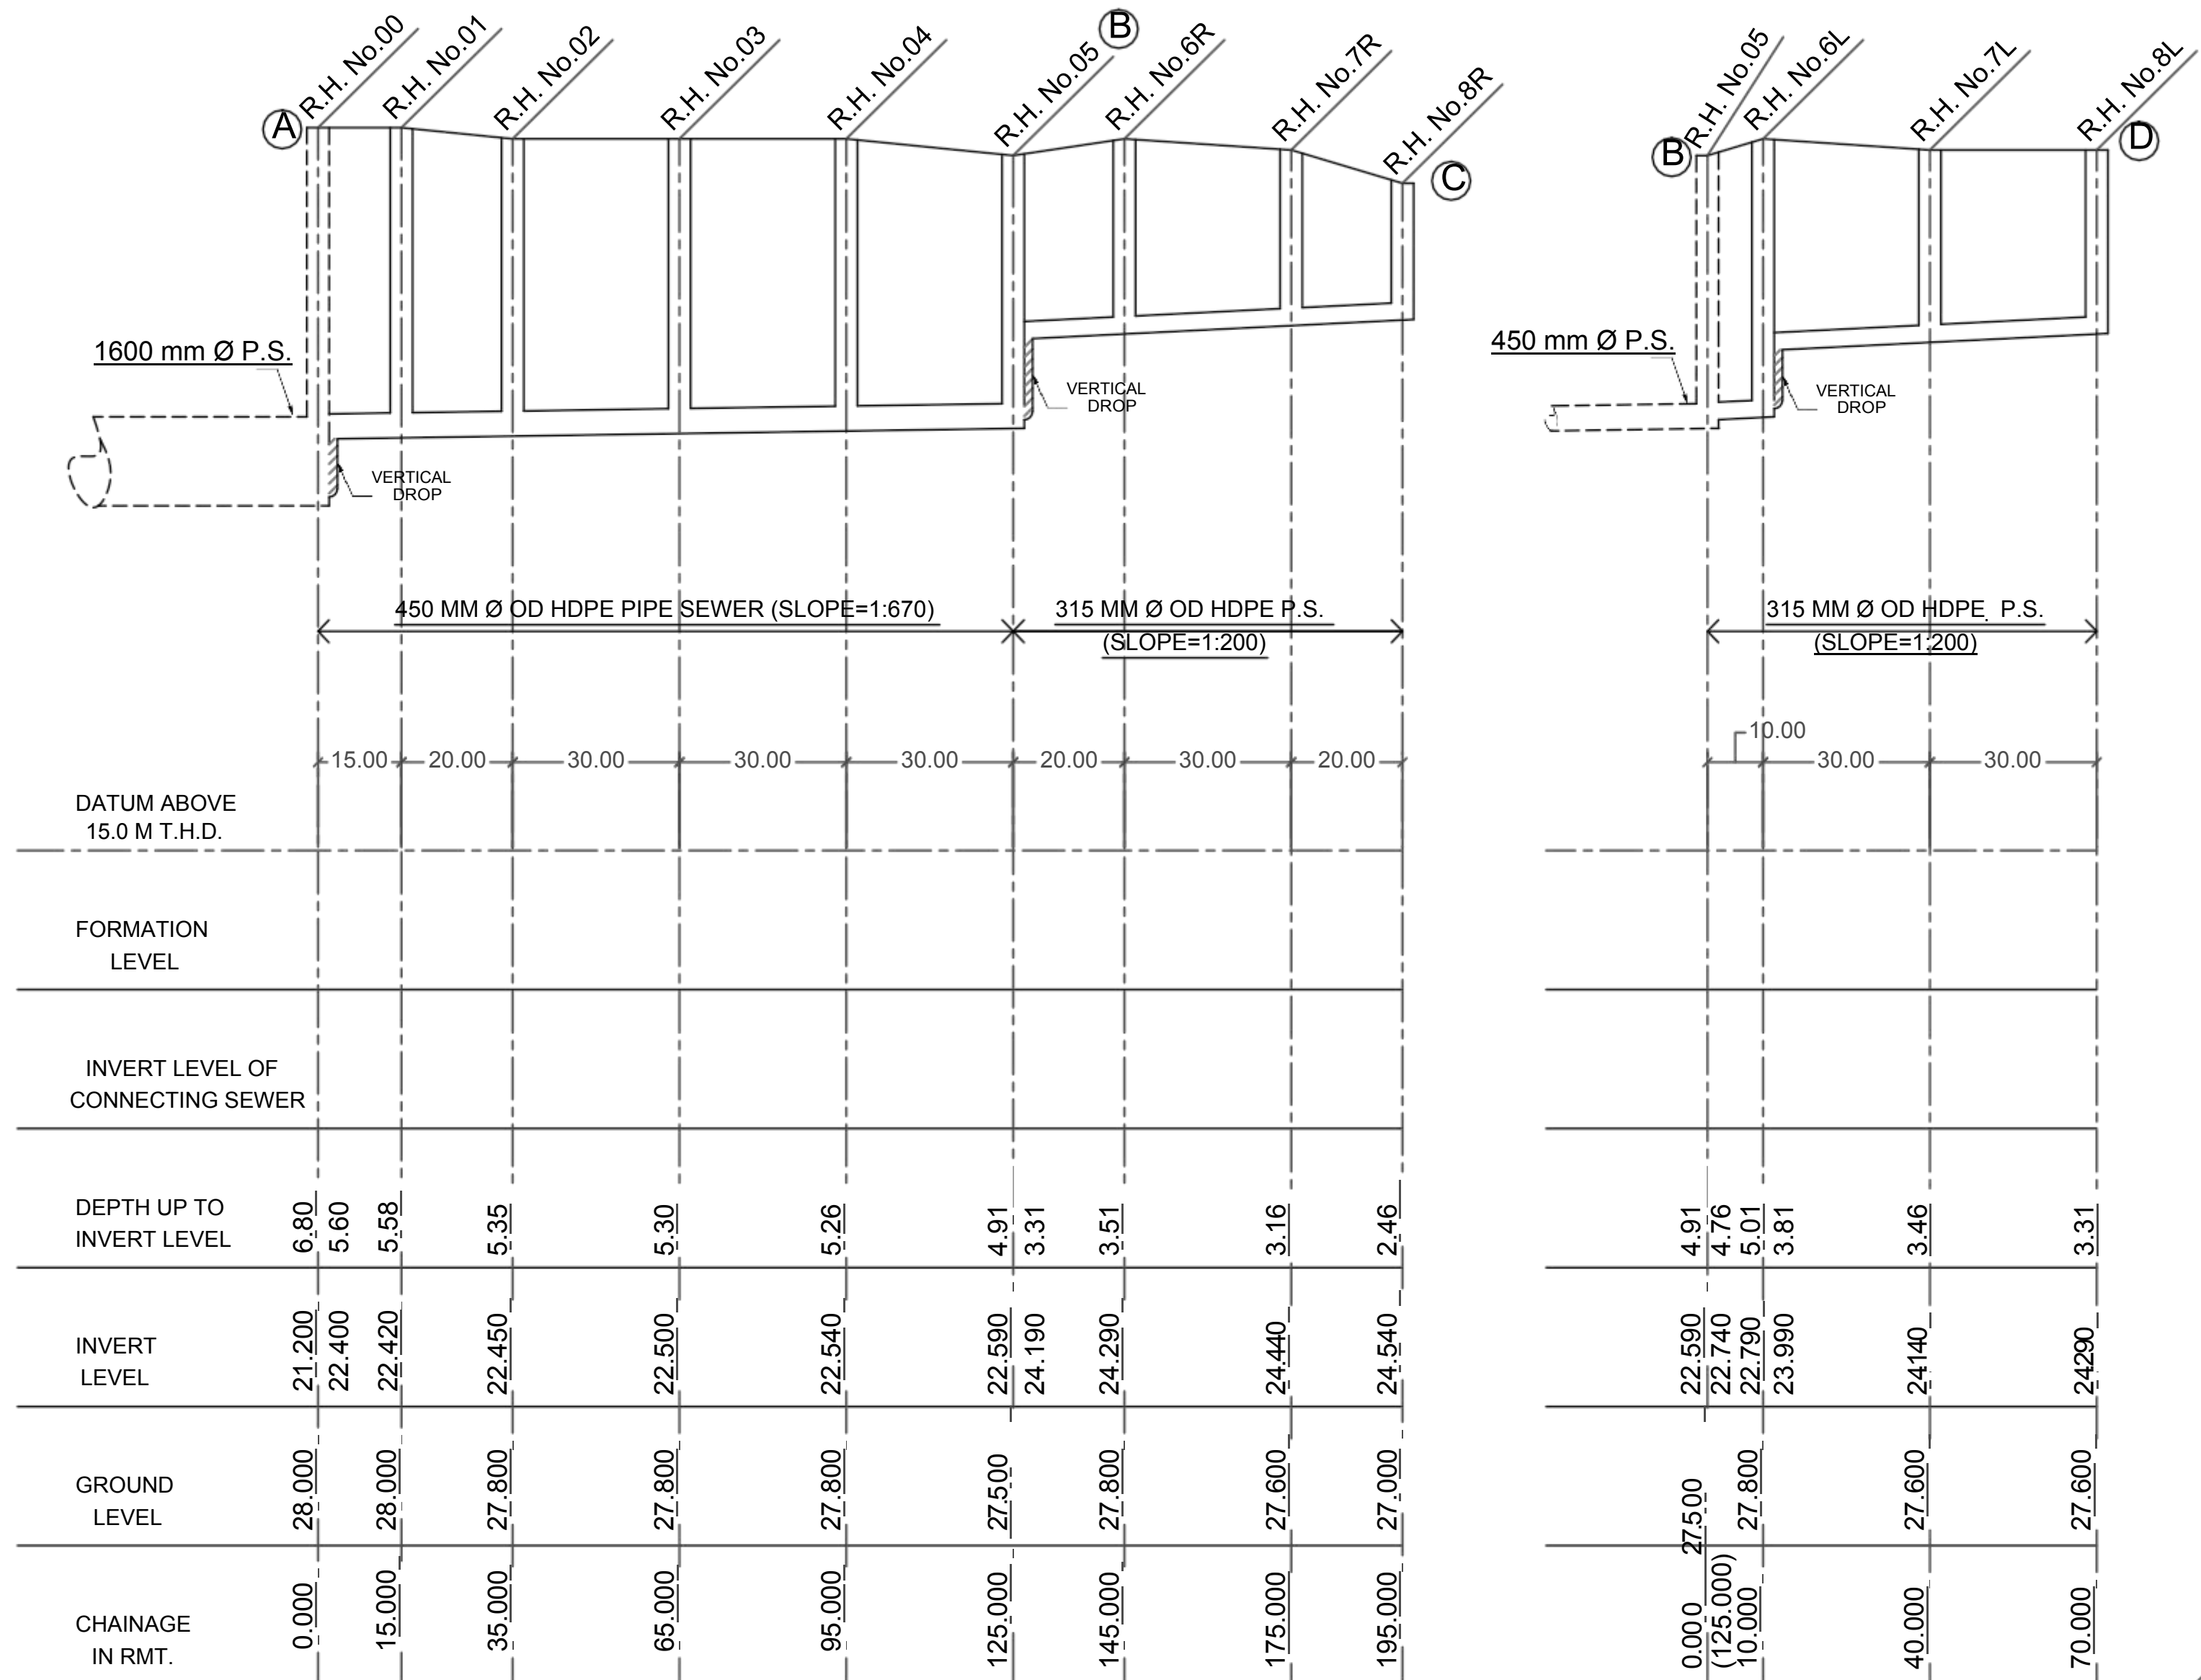 A
R.H. No.00
R.H. No.01
R.H. No.02
R.H. No.03
R.H. No.04
R.H. No.05
B
R.H. No.6R
R.H. No.7R
R.H. No.8R
C
B
R.H. No.05
R.H. No.6L
R.H. No.7L
R.H. No.8L
D
1600 mm Ø P.S.
VERTICAL
DROP
VERTICAL
DROP
450 mm Ø P.S.
VERTICAL
DROP
450 MM Ø OD HDPE PIPE SEWER (SLOPE=1:670)
315 MM Ø OD HDPE P.S.
(SLOPE=1:200)
315 MM Ø OD HDPE. P.S.
(SLOPE=1:200)
15.00 20.00 30.00 30.00 30.00 20.00 30.00 20.00
10.00
30.00 30.00
DATUM ABOVE
15.0 M T.H.D.
FORMATION
LEVEL
INVERT LEVEL OF
CONNECTING SEWER
DEPTH UP TO
INVERT LEVEL
6.80 5.60 5.58 5.35 5.30 5.26 4.91 3.31 3.51 3.16 2.46
4.91 4.76 5.01 3.81 3.46 3.31
INVERT
LEVEL
21.200 22.400 22.420 22.450 22.500 22.540 22.590 24.190 24.290 24.440 24.540
22.590 22.740 22.790 23.990 24140 24290
GROUND
LEVEL
28.000 28.000 27.800 27.800 27.800 27.500 27.800 27.600 27.000
27.500 27.800 27.600 27.600
CHAINAGE
IN RMT.
0.000 15.000 35.000 65.000 95.000 125.000 145.000 175.000 195.000
0.000 (125.000) 10.000 40.000 70.000